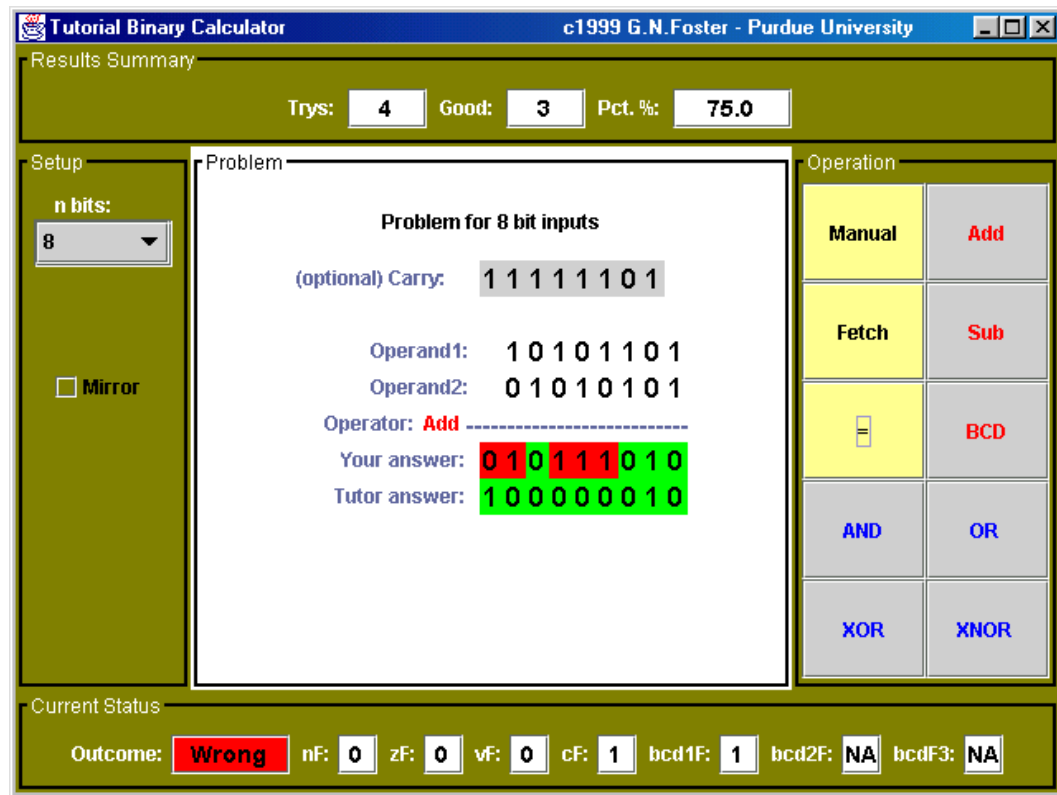 Tutorial Binary Calculator c1999 G.N.Foster - Purdue University
Results Summary
Trys: 4 Good: 3 Pct. %: 75.0
Setup
n bits:
8
Mirror
Problem
Problem for 8 bit inputs
(optional) Carry: 1 1 1 1 1 1 0 1
Operand1: 1 0 1 0 1 1 0 1
Operand2: 0 1 0 1 0 1 0 1
Operator: Add ---------------------------
Your answer: 0 1 0 1 1 1 0 1 0
Tutor answer: 1 0 0 0 0 0 0 1 0
Operation
Manual Add
Fetch Sub
= BCD
AND OR
XOR XNOR
Current Status
Outcome: Wrong nF: 0 zF: 0 vF: 0 cF: 1 bcd1F: 1 bcd2F: NA bcdF3: NA